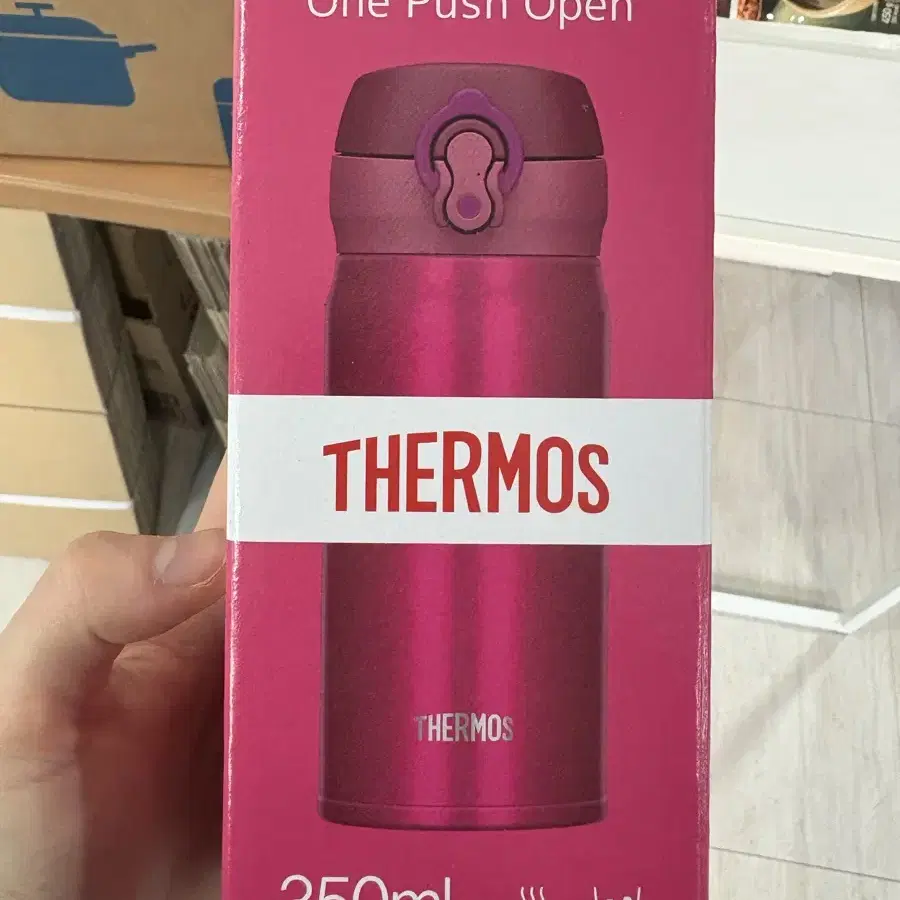 One Push Open
THERMOS
THERMOS
350ml